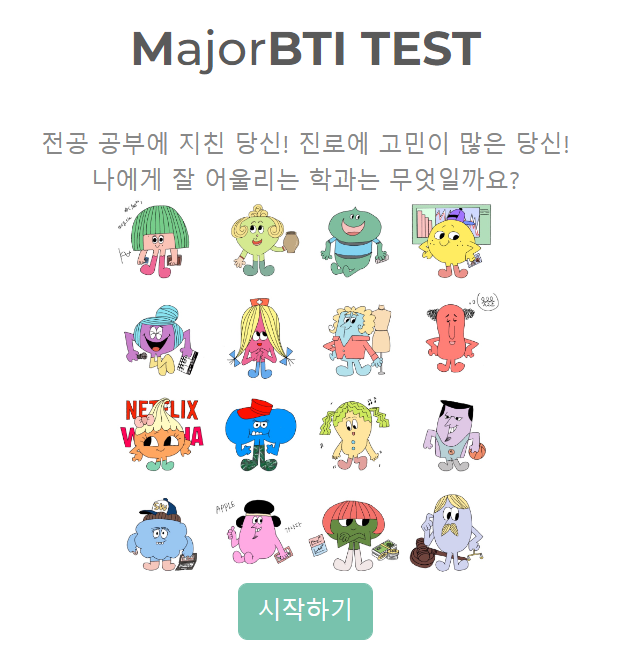 MajorBTI TEST
전공 공부에 지친 당신! 진로에 고민이 많은 당신!
나에게 잘 어울리는 학과는 무엇일까요?
NETFLIX
APPLE
시작하기